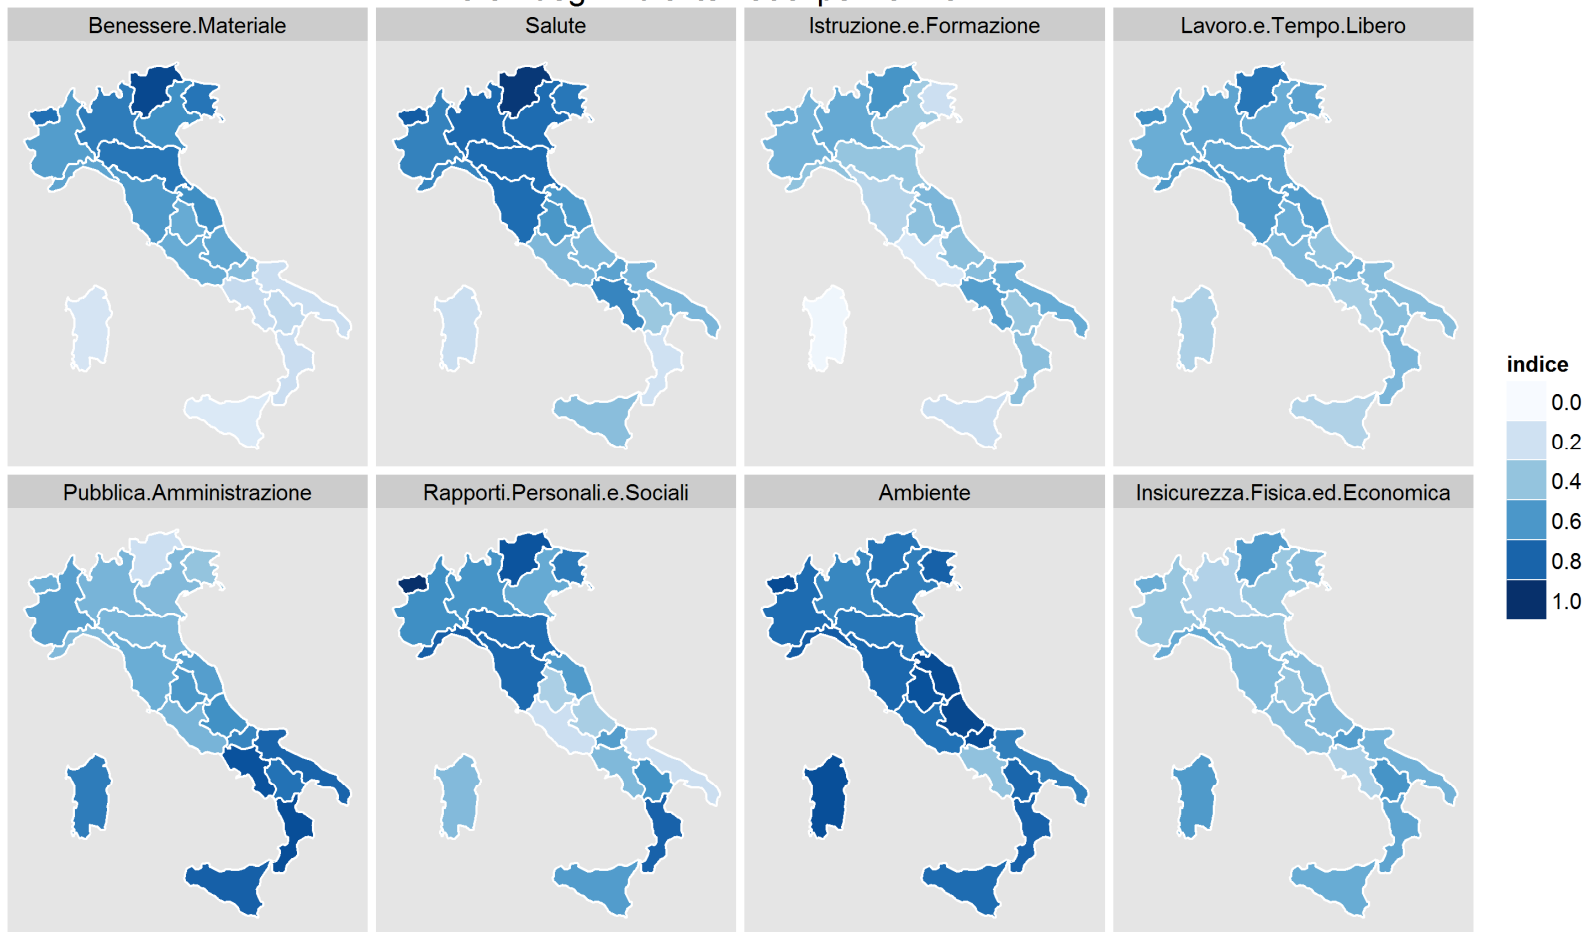 Benessere.Materiale
Salute
Istruzione.e.Formazione
Lavoro.e.Tempo.Libero
Pubblica.Amministrazione
Rapporti.Personali.e.Sociali
Ambiente
Insicurezza.Fisica.ed.Economica
indice
0.0
0.2
0.4
0.6
0.8
1.0